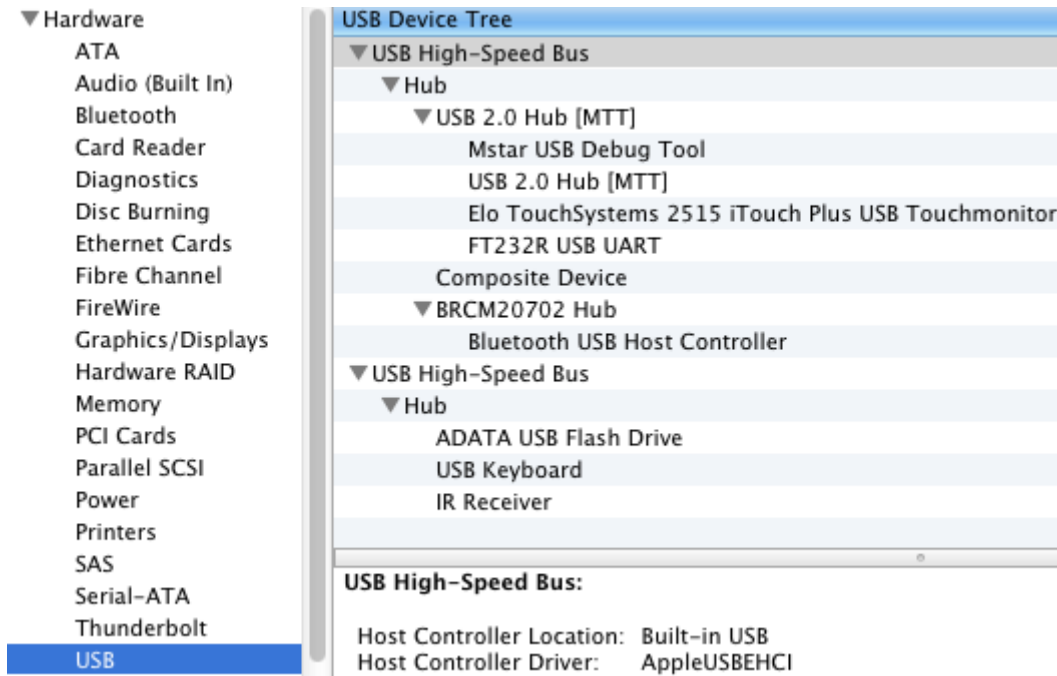 Hardware
ATA
Audio (Built In)
Bluetooth
Card Reader
Diagnostics
Disc Burning
Ethernet Cards
Fibre Channel
FireWire
Graphics/Displays
Hardware RAID
Memory
PCI Cards
Parallel SCSI
Power
Printers
SAS
Serial-ATA
Thunderbolt
USB
USB Device Tree
USB High-Speed Bus
Hub
USB 2.0 Hub [MTT]
Mstar USB Debug Tool
USB 2.0 Hub [MTT]
Elo TouchSystems 2515 iTouch Plus USB Touchmonitor
FT232R USB UART
Composite Device
BRCM20702 Hub
Bluetooth USB Host Controller
USB High-Speed Bus
Hub
ADATA USB Flash Drive
USB Keyboard
IR Receiver
USB High-Speed Bus:
Host Controller Location: Built-in USB
Host Controller Driver: AppleUSBEHCI